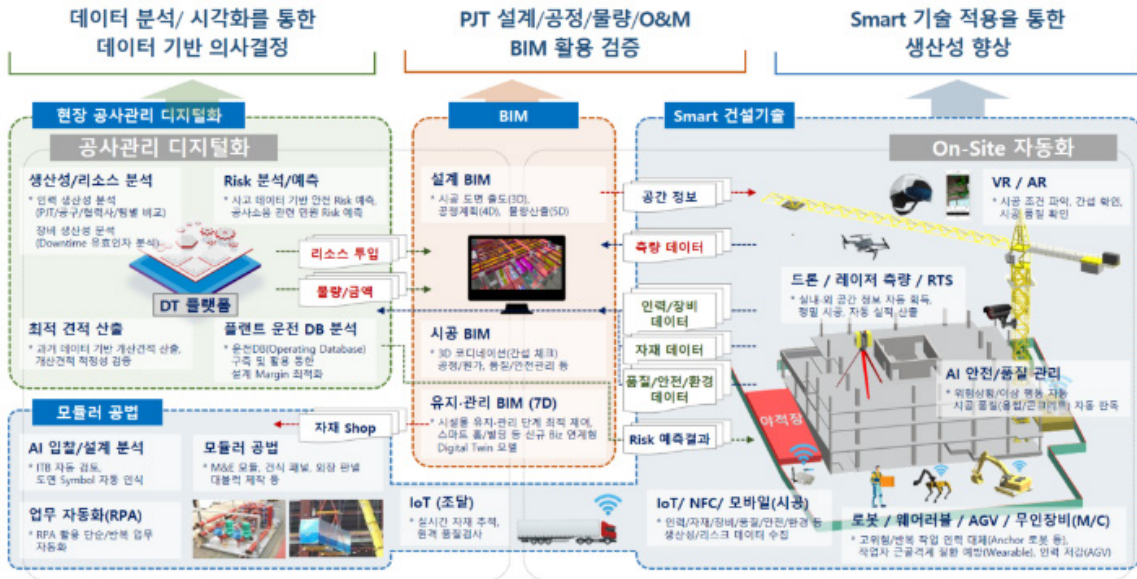 데이터 분석/ 시각화를 통한
데이터 기반 의사결정
PJT 설계/공정/물량/O&M
BIM 활용 검증
Smart 기술 적용을 통한
생산성 향상
현장 공사관리 디지털화
공사관리 디지털화
생산성/리소스 분석
* 인력 생산성 분석
(PJT/공구/협력사/팀별 비교)
장비 생산성 분석
(Downtime 유효인자 분석)
Risk 분석/예측
* 사고 데이터 기반 안전 Risk 예측,
공사소음 관련 민원 Risk 예측
DT 플랫폼
최적 견적 산출
* 과거 데이터 기반 개산견적 산출,
개산견적 적정성 검증
플랜트 운전 DB 분석
* 운전DB(Operating Database)
구축 및 활용 통한
설계 Margin 최적화
리소스 투입
물량/금액
BIM
설계 BIM
* 시공 도면 출도(3D),
공정계획(4D), 물량산출(5D)
시공 BIM
* 3D 코디네이션(간섭 체크)
공정/원가, 품질/안전관리 등
유지·관리 BIM (7D)
* 시설물 유지·관리 단계 최적 제어,
스마트 홈/빌딩 등 신규 Biz 연계형
Digital Twin 모델
공간 정보
측량 데이터
인력/장비
데이터
자재 데이터
품질/안전/환경
데이터
Risk 예측결과
Smart 건설기술
On-Site 자동화
VR / AR
* 시공 조건 파악, 간섭 확인,
시공 품질 확인
드론 / 레이저 측량 / RTS
* 실내·외 공간 정보 자동 획득,
정밀 시공, 자동 실적 산출
AI 안전/품질 관리
* 위험상황/이상 행동 자동
시공 품질(용접/콘크리트) 자동 판독
야적장
모듈러 공법
AI 입찰/설계 분석
* ITB 자동 검토,
도면 Symbol 자동 인식
모듈러 공법
* M&E 모듈, 건식 패널, 외장 판넬
대블럭 제작 등
업무 자동화(RPA)
* RPA 활용 단순/반복 업무
자동화
자재 Shop
IoT (조달)
* 실시간 자재 추적,
원격 품질검사
IoT/ NFC/ 모바일(시공)
* 인력/자재/장비/품질/안전/환경 등
생산성/리스크 데이터 수집
로봇 / 웨어러블 / AGV / 무인장비(M/C)
* 고위험/반복 작업 인력 대체(Anchor 로봇 등),
작업자 근골격계 질환 예방(Wearable), 인력 저감(AGV)